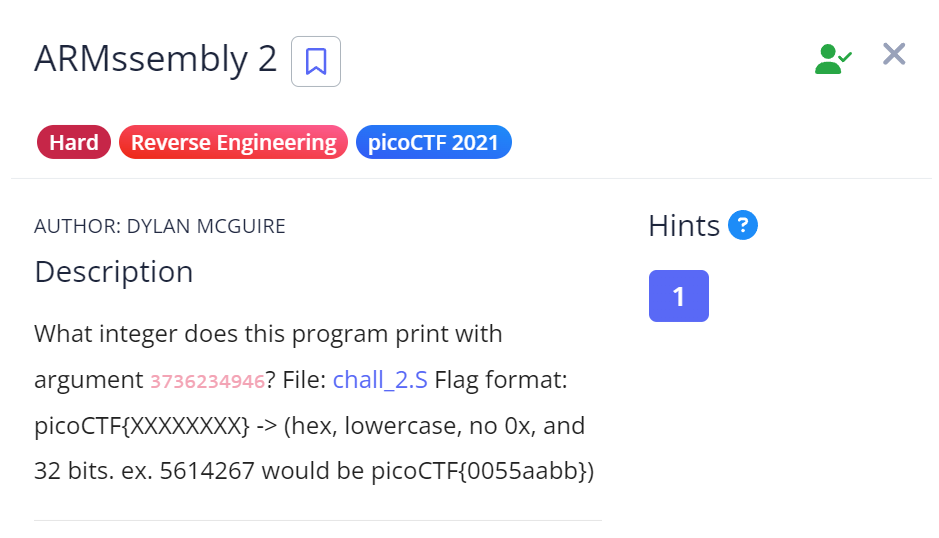 ARMssembly 2
Hard Reverse Engineering picoCTF 2021
AUTHOR: DYLAN MCGUIRE
Description
What integer does this program print with
argument 3736234946? File: chall_2.S Flag format:
picoCTF{XXXXXXXX} -> (hex, lowercase, no 0x, and
32 bits. ex. 5614267 would be picoCTF{0055aabb})
Hints ?
1